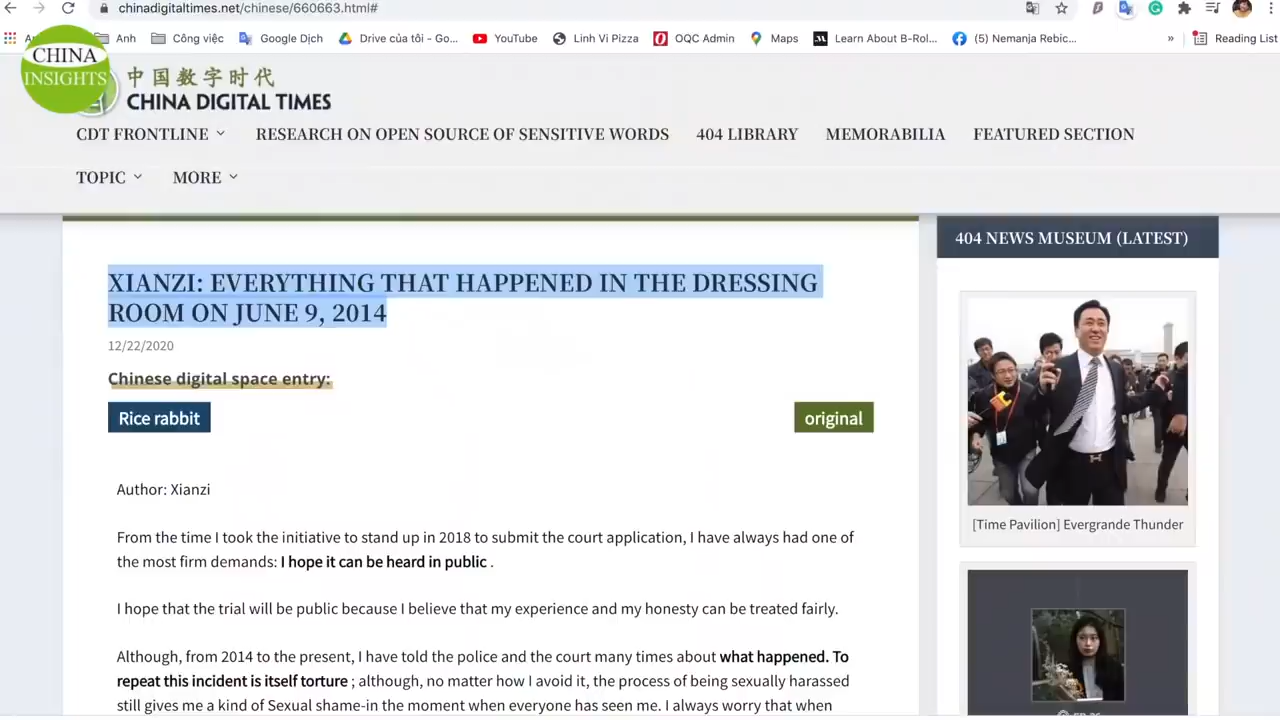 chinadigitaltimes.net/chinese/660663.html#
Anh
Công việc
Google Dịch
Drive của tôi - Go...
YouTube
Linh Vi Pizza
OQC Admin
Maps
Learn About B-Rol...
(5) Nemanja Rebic...
»
Reading List
CHINA
INSIGHTS
中国数字时代
CHINA DIGITAL TIMES
CDT FRONTLINE
RESEARCH ON OPEN SOURCE OF SENSITIVE WORDS
404 LIBRARY
MEMORABILIA
FEATURED SECTION
TOPIC
MORE
XIANZI: EVERYTHING THAT HAPPENED IN THE DRESSING
ROOM ON JUNE 9, 2014
12/22/2020
Chinese digital space entry:
Rice rabbit
original
Author: Xianzi
From the time I took the initiative to stand up in 2018 to submit the court application, I have always had one of
the most firm demands: I hope it can be heard in public .
I hope that the trial will be public because I believe that my experience and my honesty can be treated fairly.
Although, from 2014 to the present, I have told the police and the court many times about what happened. To
repeat this incident is itself torture ; although, no matter how I avoid it, the process of being sexually harassed
still gives me a kind of Sexual shame-in the moment when everyone has seen me. I always worry that when
404 NEWS MUSEUM (LATEST)
[Time Pavilion] Evergrande Thunder